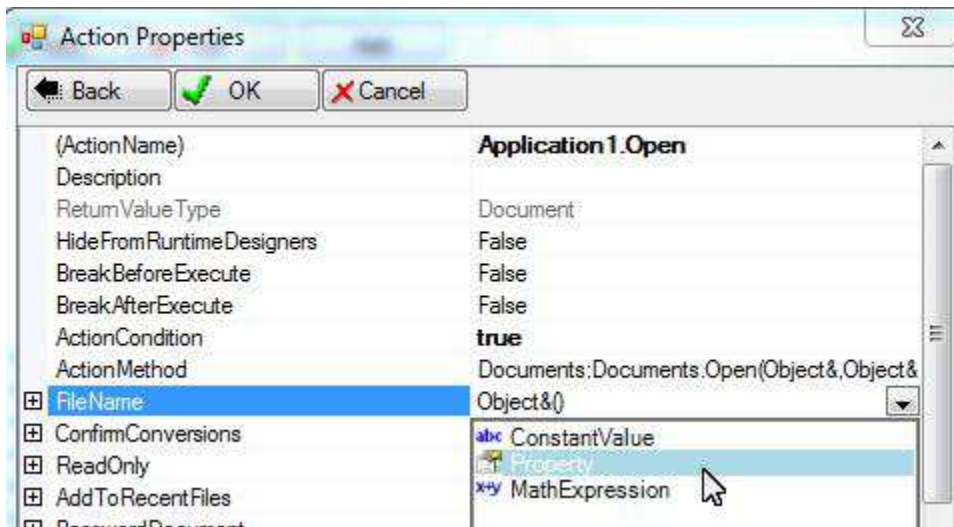 Action Properties
Back OK Cancel
(ActionName) Application1.Open
Description
ReturnValueType Document
HideFromRuntimeDesigners False
BreakBeforeExecute False
BreakAfterExecute False
ActionCondition true
ActionMethod Documents:Documents.Open(Object&,Object&
FileName Object&()
ConfirmConversions abc ConstantValue
ReadOnly Property
AddToRecentFiles x+y MathExpression
PasswordDocument